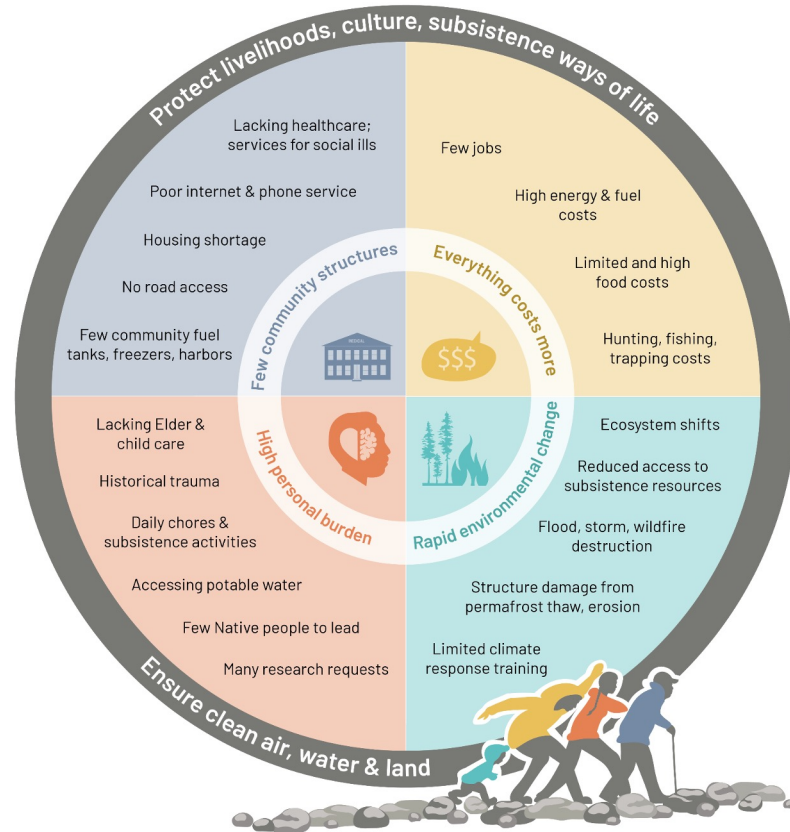 Protect livelihoods, culture, subsistence ways of life
Few community structures
Lacking healthcare;
services for social ills
Poor internet & phone service
Housing shortage
No road access
Few community fuel
tanks, freezers, harbors
Everything costs more
$$$
Few jobs
High energy & fuel
costs
Limited and high
food costs
Hunting, fishing,
trapping costs
High personal burden
Lacking Elder &
child care
Historical trauma
Daily chores &
subsistence activities
Accessing potable water
Few Native people to lead
Many research requests
Rapid environmental change
Ecosystem shifts
Reduced access to
subsistence resources
Flood, storm, wildfire
destruction
Structure damage from
permafrost thaw, erosion
Limited climate
response training
Ensure clean air, water & land